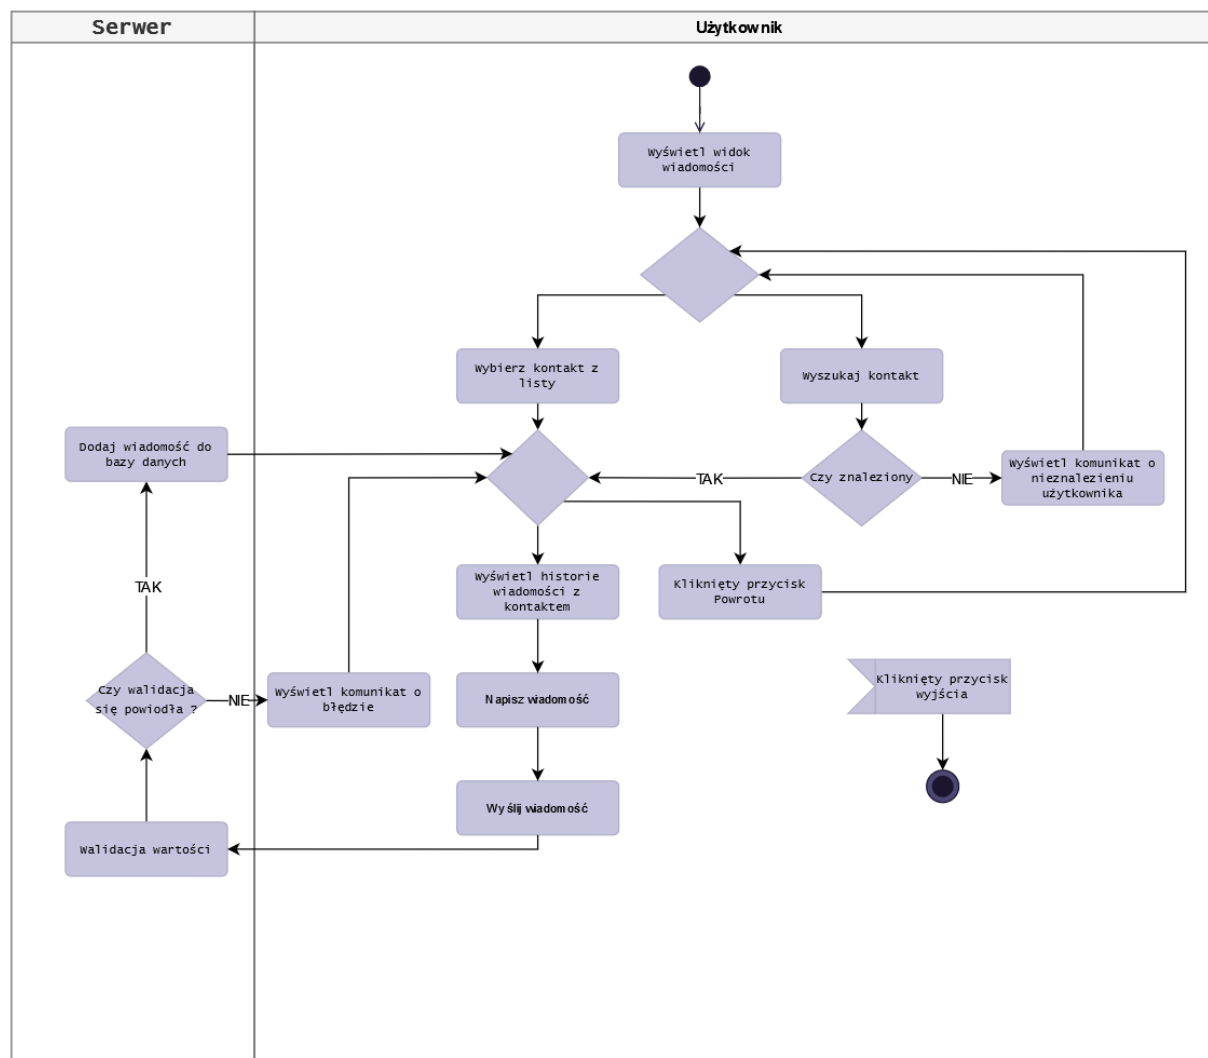 Serwer
Użytkownik
Wyświetl widok
wiadomości
Wybierz kontakt z
listy
Wyszukaj kontakt
Dodaj wiadomość do
bazy danych
TAK
Czy znaleziony
NIE
Wyświetl komunikat o
nieznalezieniu
użytkownika
Wyświetl historie
wiadomości z
kontaktem
Kliknięty przycisk
Powrotu
TAK
Czy walidacja
się powiodła ?
NIE
Wyświetl komunikat o
błędzie
Napisz wiadomość
Kliknięty przycisk
wyjścia
Wyślij wiadomość
Walidacja wartości